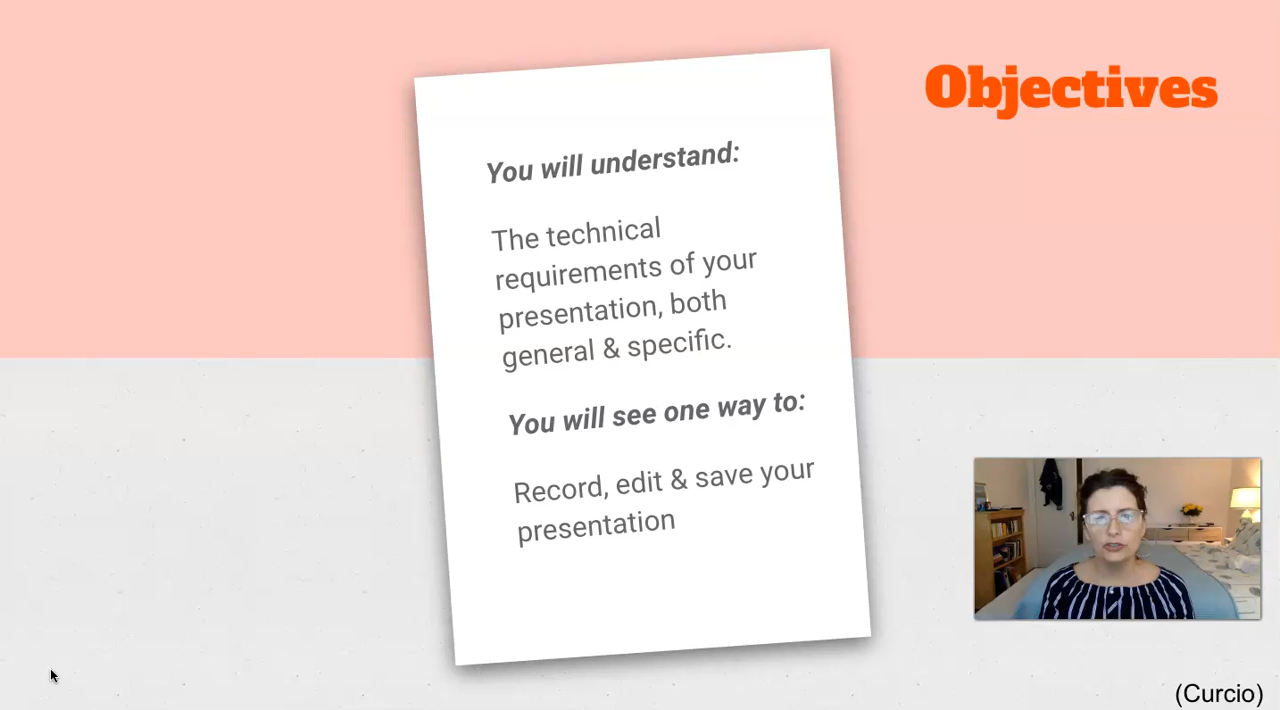 Objectives
You will understand:
The technical
requirements of your
presentation, both
general & specific.
You will see one way to:
Record, edit & save your
presentation
(Curcio)